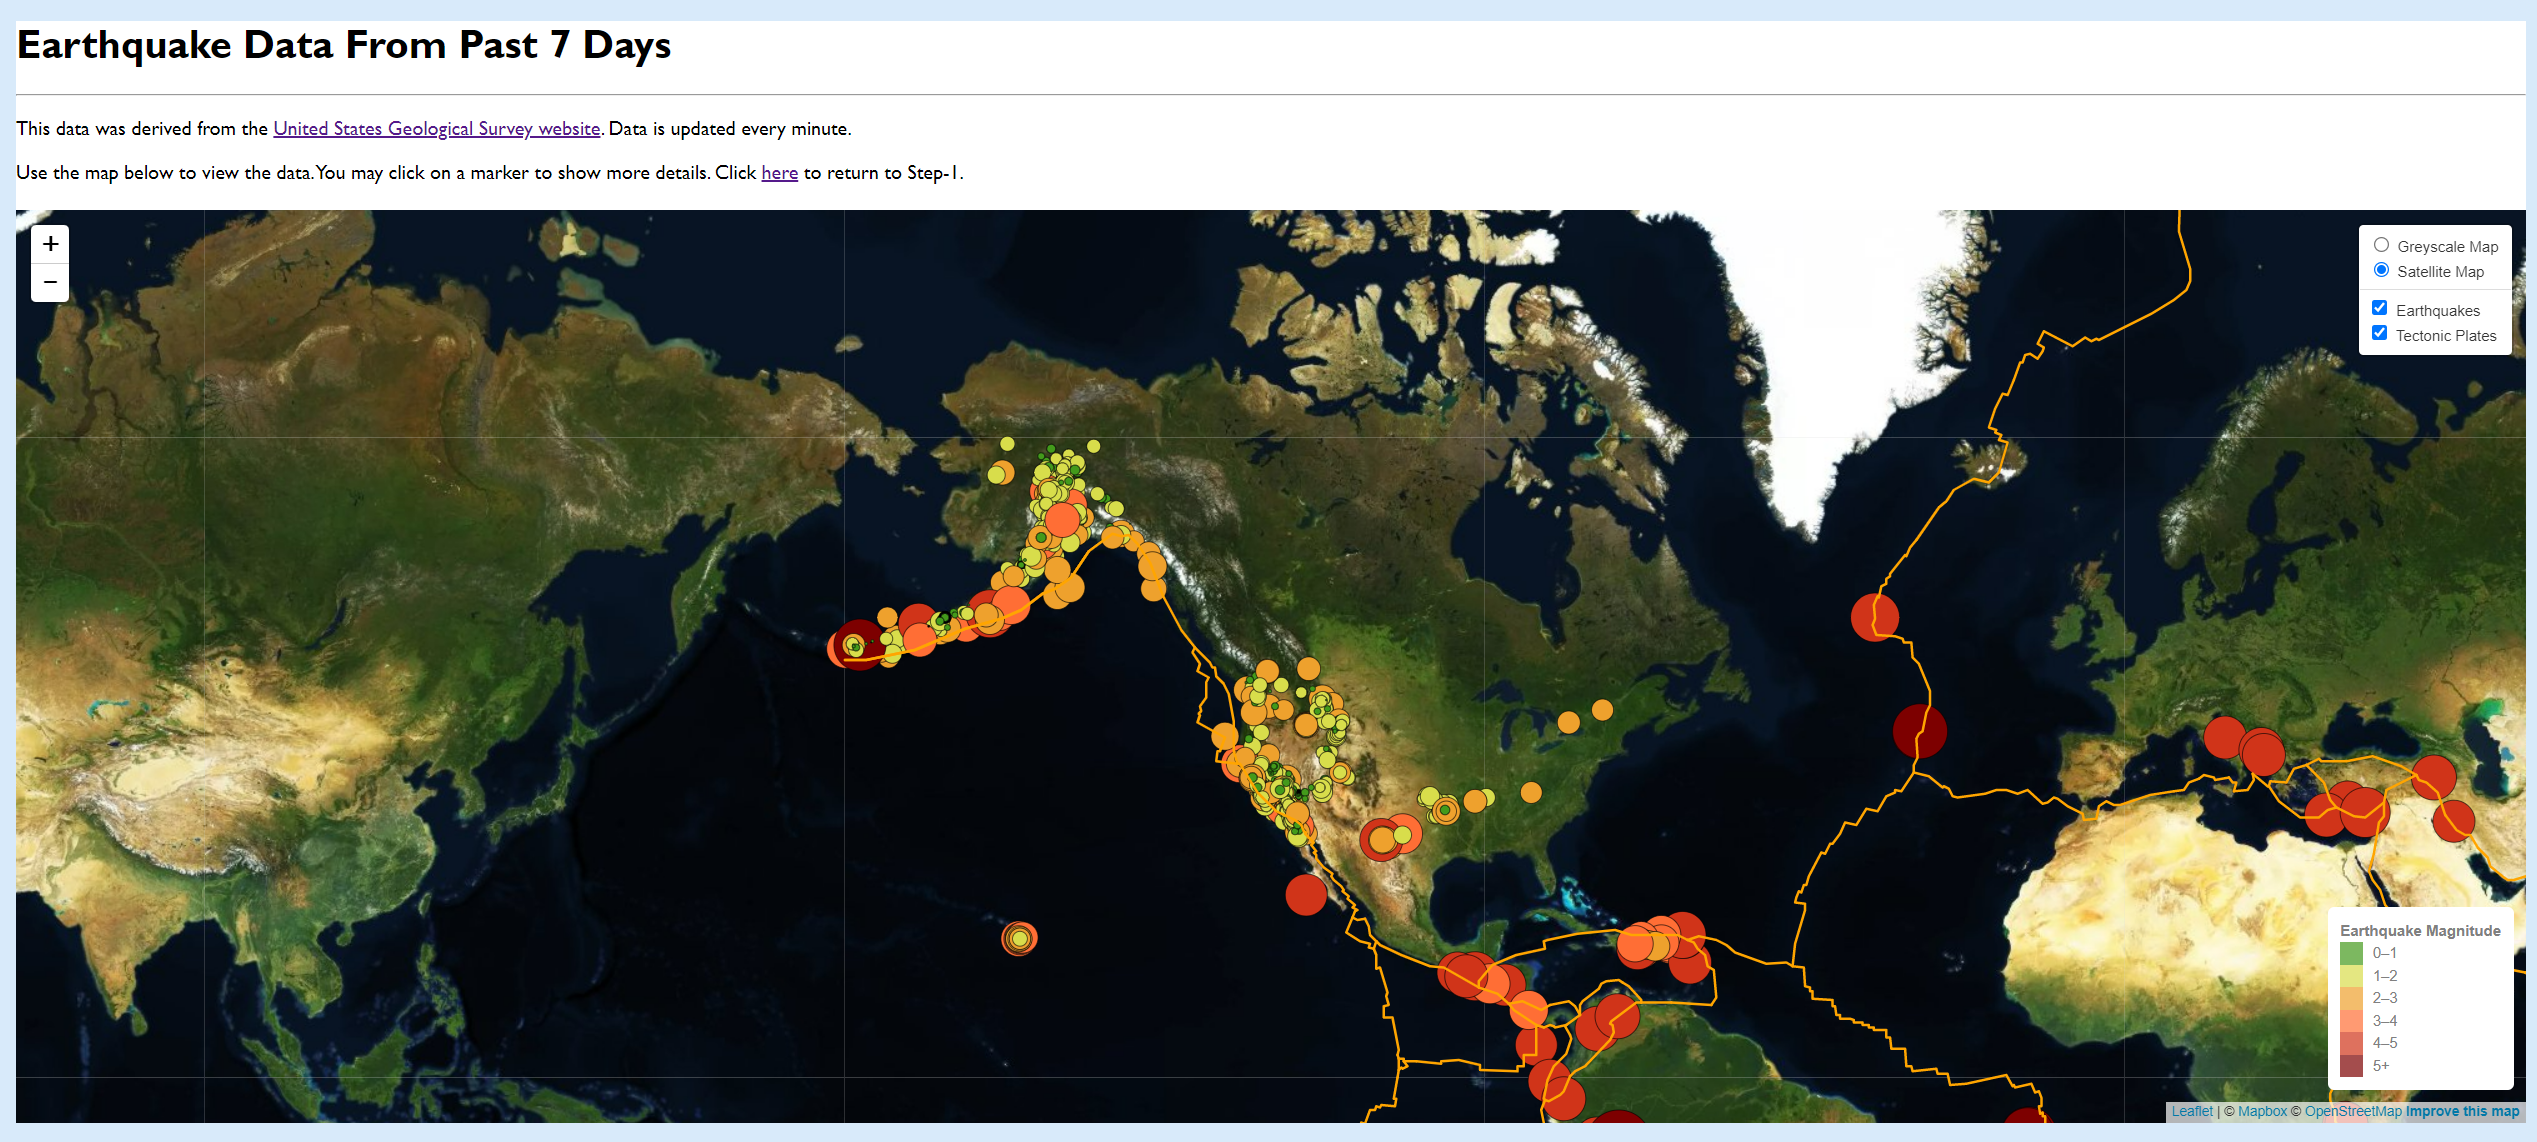 Earthquake Data From Past 7 Days
This data was derived from the United States Geological Survey website. Data is updated every minute.
Use the map below to view the data. You may click on a marker to show more details. Click here to return to Step-1.
+
−
Greyscale Map
Satellite Map
Earthquakes
Tectonic Plates
Earthquake Magnitude
0–1
1–2
2–3
3–4
4–5
5+
Leaflet | © Mapbox © OpenStreetMap Improve this map